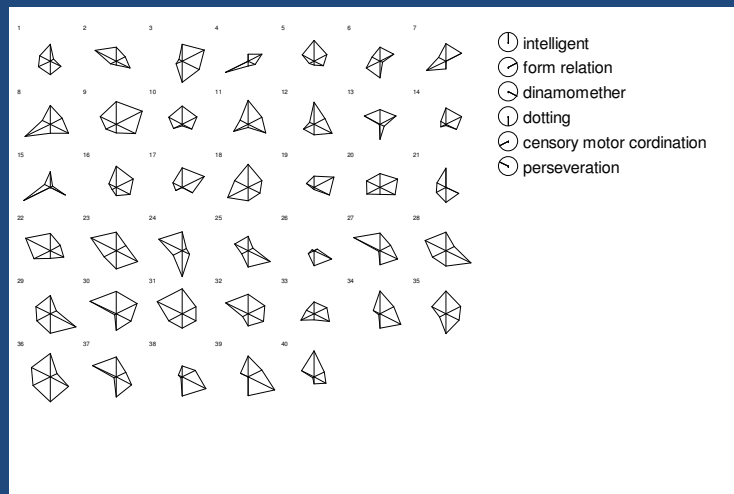 1 2 3 4 5 6 7
intelligent
form relation
dinamomether
8 9 10 11 12 13 14
dotting
censory motor cordination
15 16 17 18 19 20 21
perseveration
22 23 24 25 26 27 28
29 30 31 32 33 34 35
36 37 38 39 40